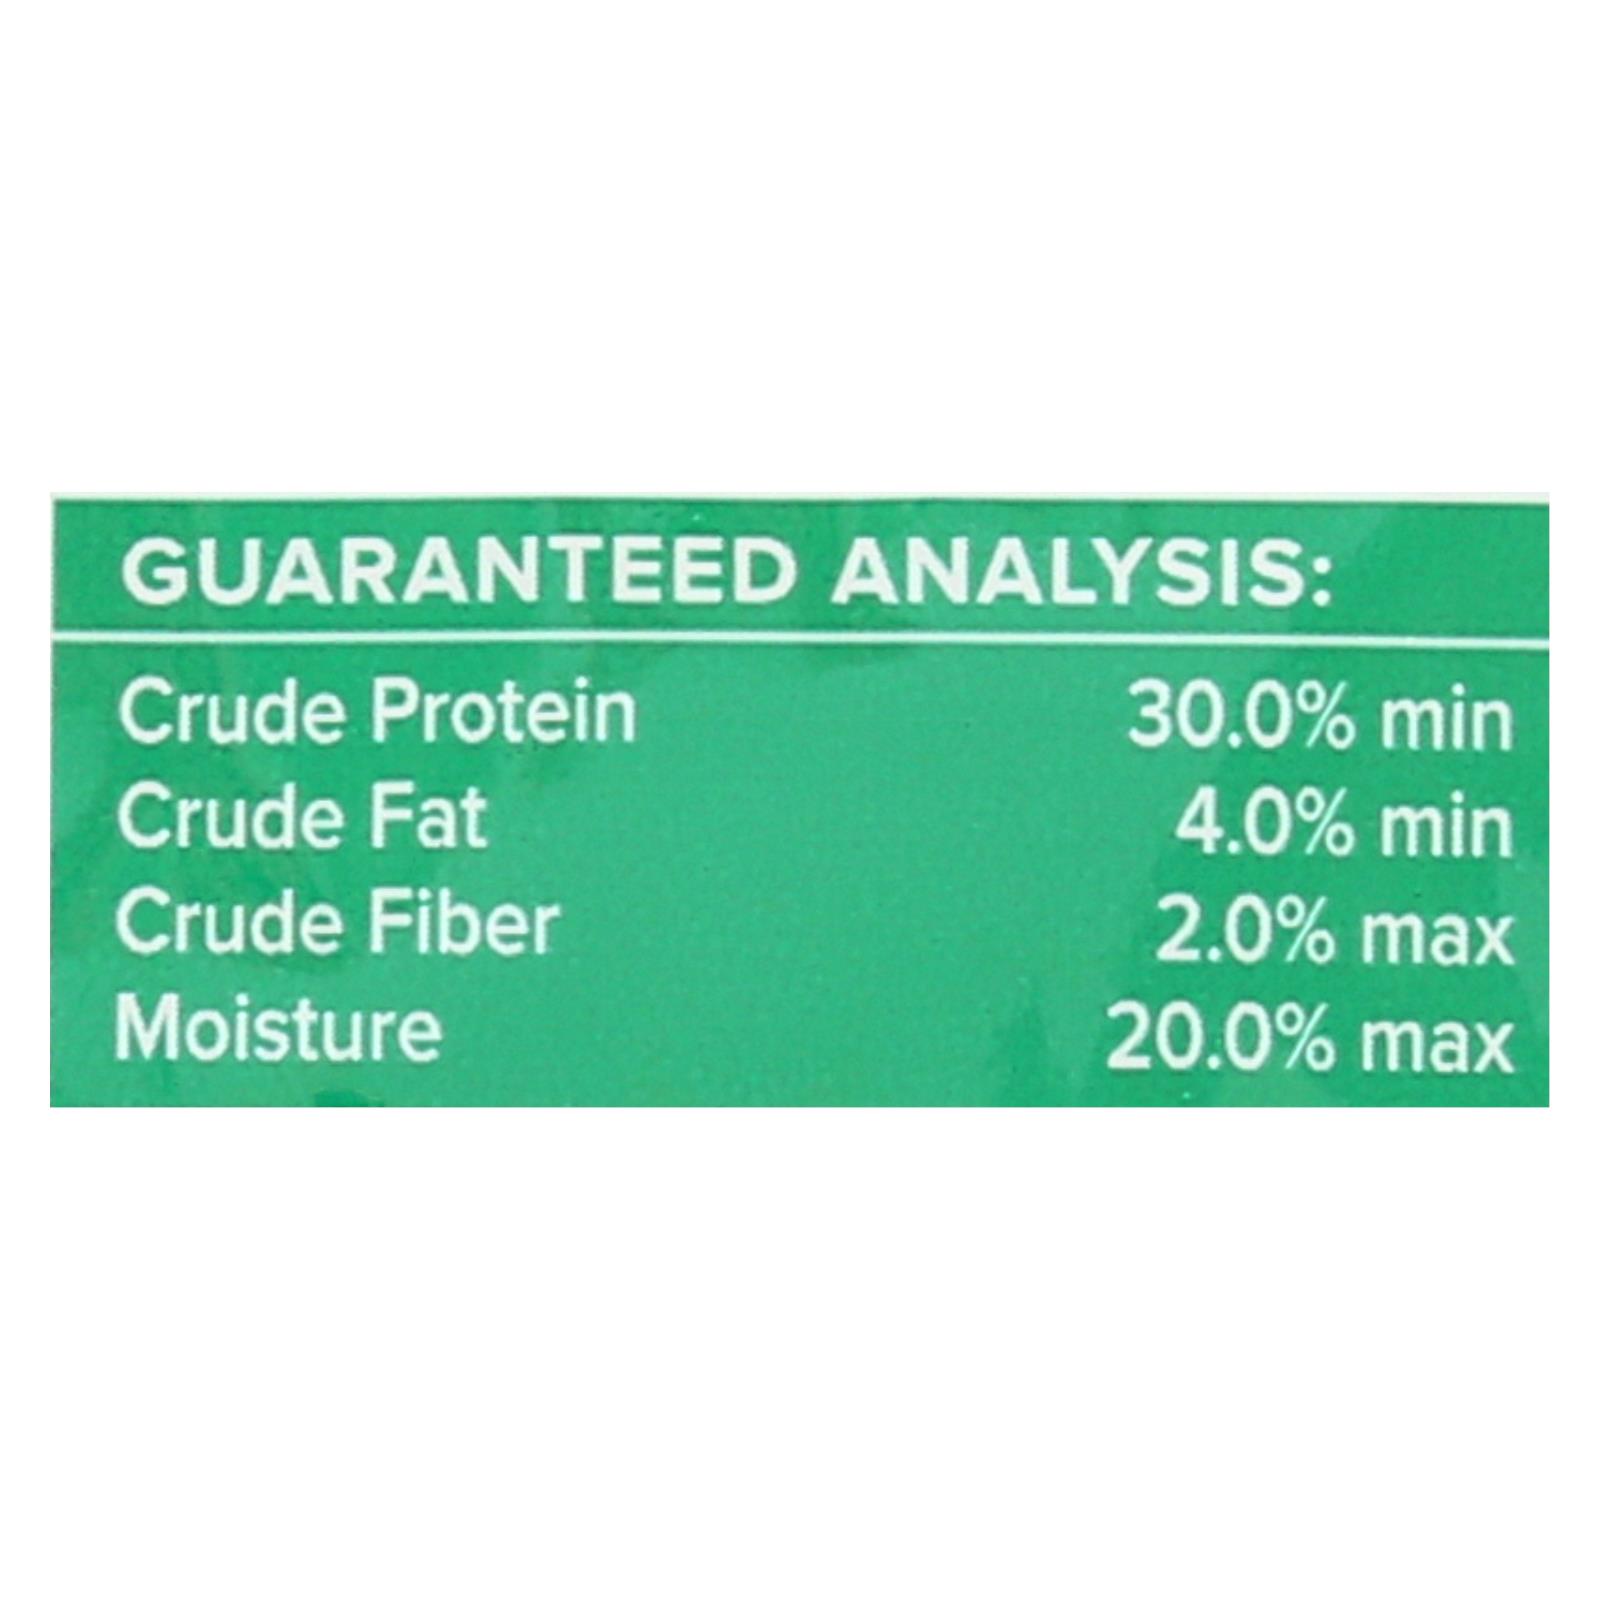 GUARANTEED ANALYSIS:
Crude Protein 30.0% min
Crude Fat 4.0% min
Crude Fiber 2.0% max
Moisture 20.0% max